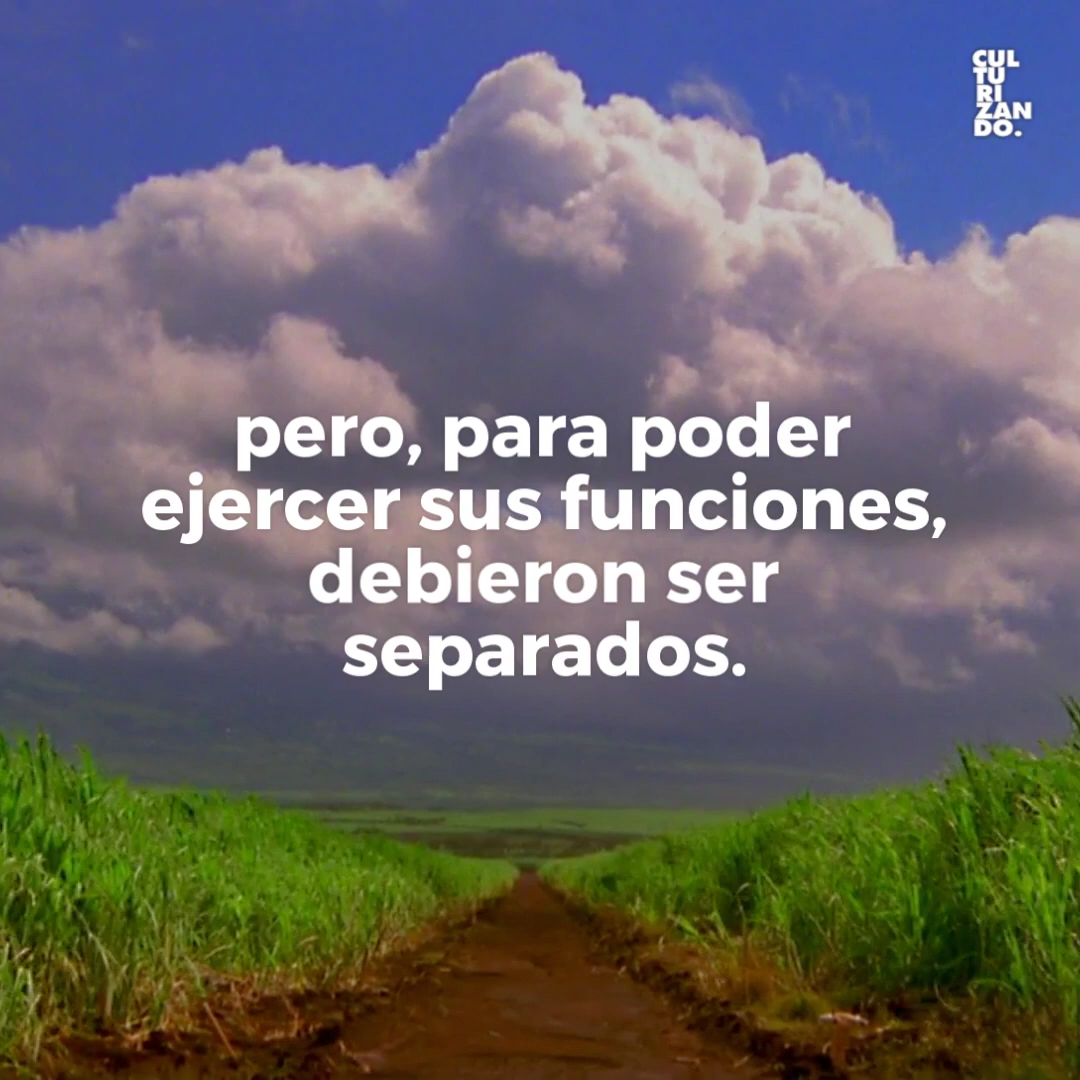 CUL
TU
RI
ZAN
DO.
pero, para poder
ejercer sus funciones,
debieron ser
separados.